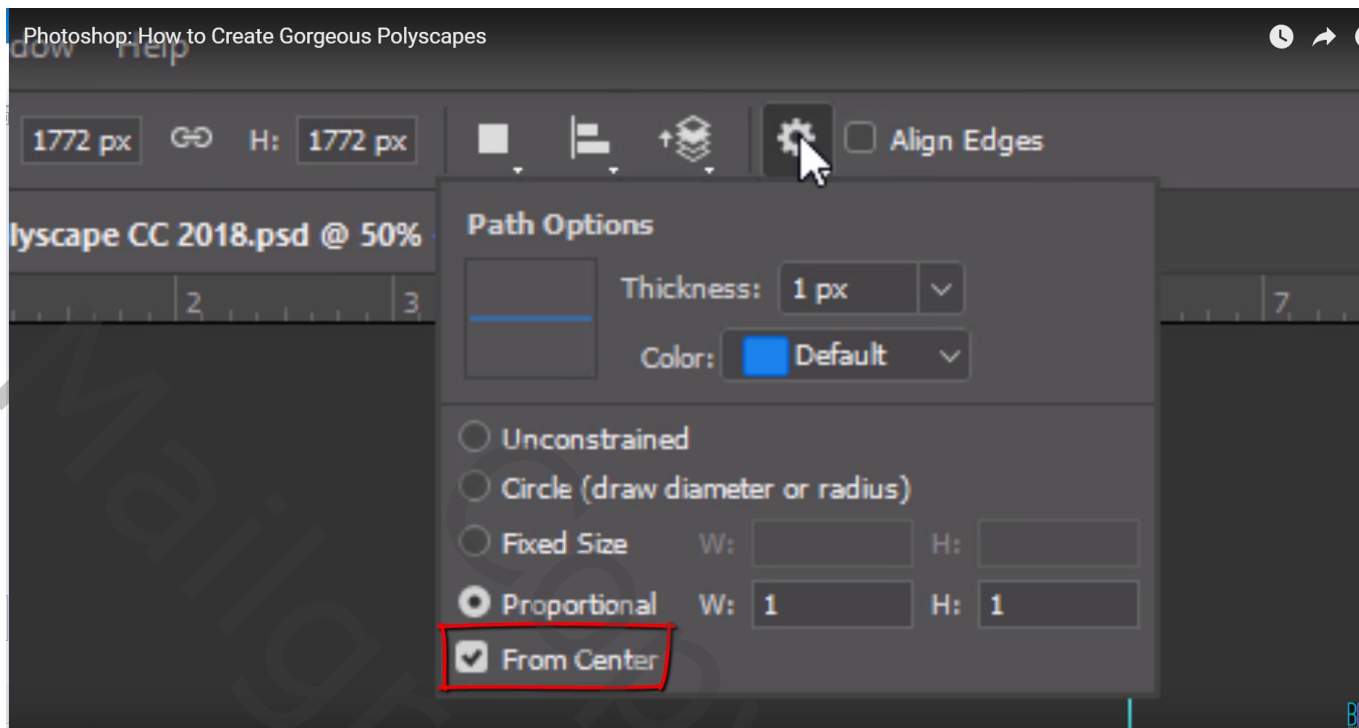 Photoshop: How to Create Gorgeous Polyscapes
dow Help
1772 px H: 1772 px Align Edges
lyscape CC 2018.psd @ 50%
Path Options
2 3 7
Thickness: 1 px
Color: Default
Unconstrained
Circle (draw diameter or radius)
Fixed Size W: H:
Proportional W: 1 H: 1
From Center